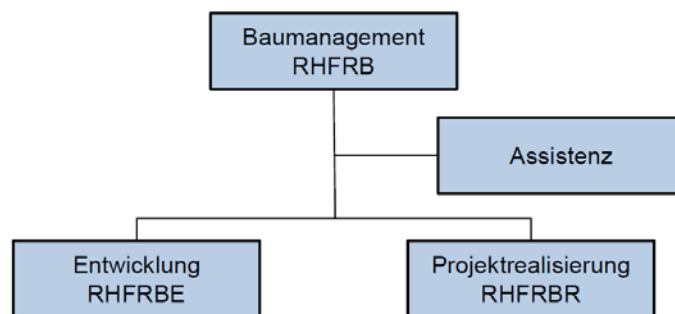 Baumanagement
RHFRB
Assistenz
Entwicklung
RHFRBE
Projektrealisierung
RHFRBR